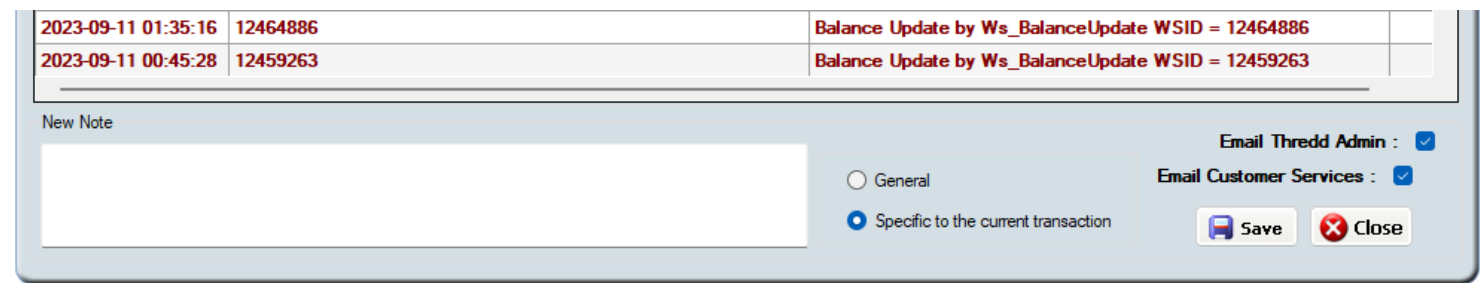 2023-09-11 01:35:16 12464886 Balance Update by Ws_BalanceUpdate WSID = 12464886
2023-09-11 00:45:28 12459263 Balance Update by Ws_BalanceUpdate WSID = 12459263
New Note
Email Thredd Admin :
General
Email Customer Services :
Specific to the current transaction
Save
Close